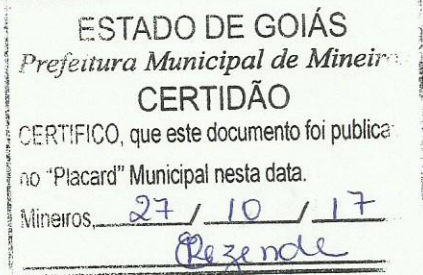 ESTADO DE GOIÁS
Prefeitura Municipal de Mineiro
CERTIDÃO
CERTIFICO, que este documento foi publica
no "Placard" Municipal nesta data.
Mineiros, 27 / 10 / 17
Rezende